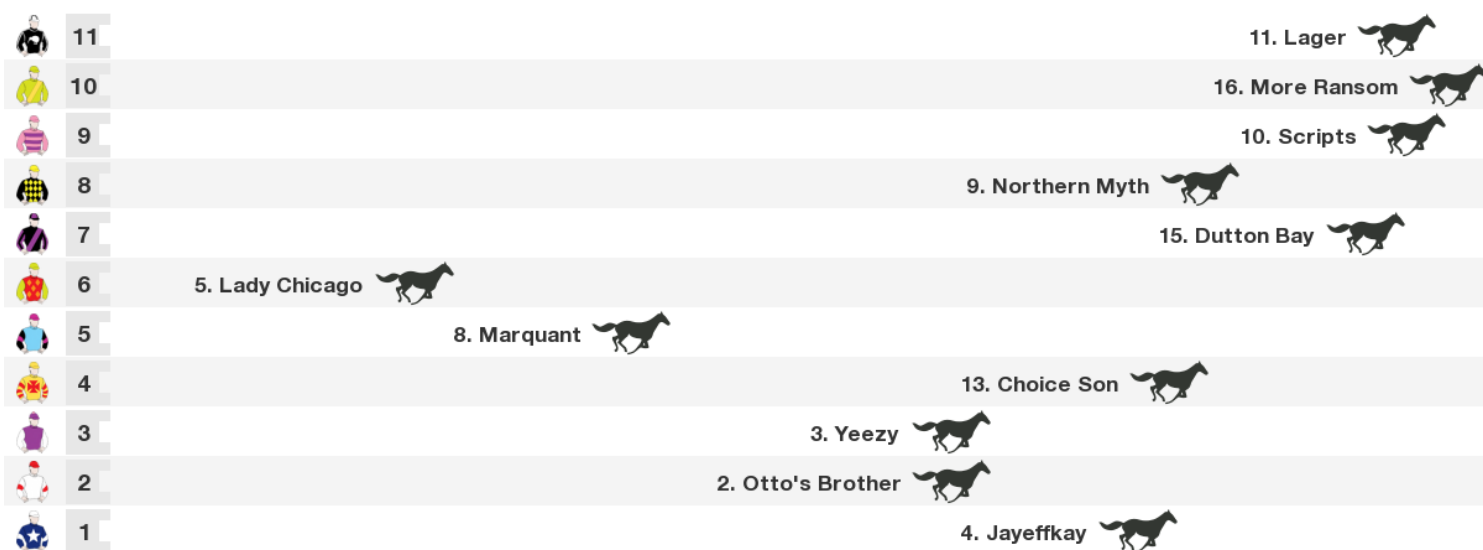 11 11. Lager
10 16. More Ransom
9 10. Scripts
8 9. Northern Myth
7 15. Dutton Bay
6 5. Lady Chicago
5 8. Marquant
4 13. Choice Son
3 3. Yeezy
2 2. Otto's Brother
1 4. Jayeffkay